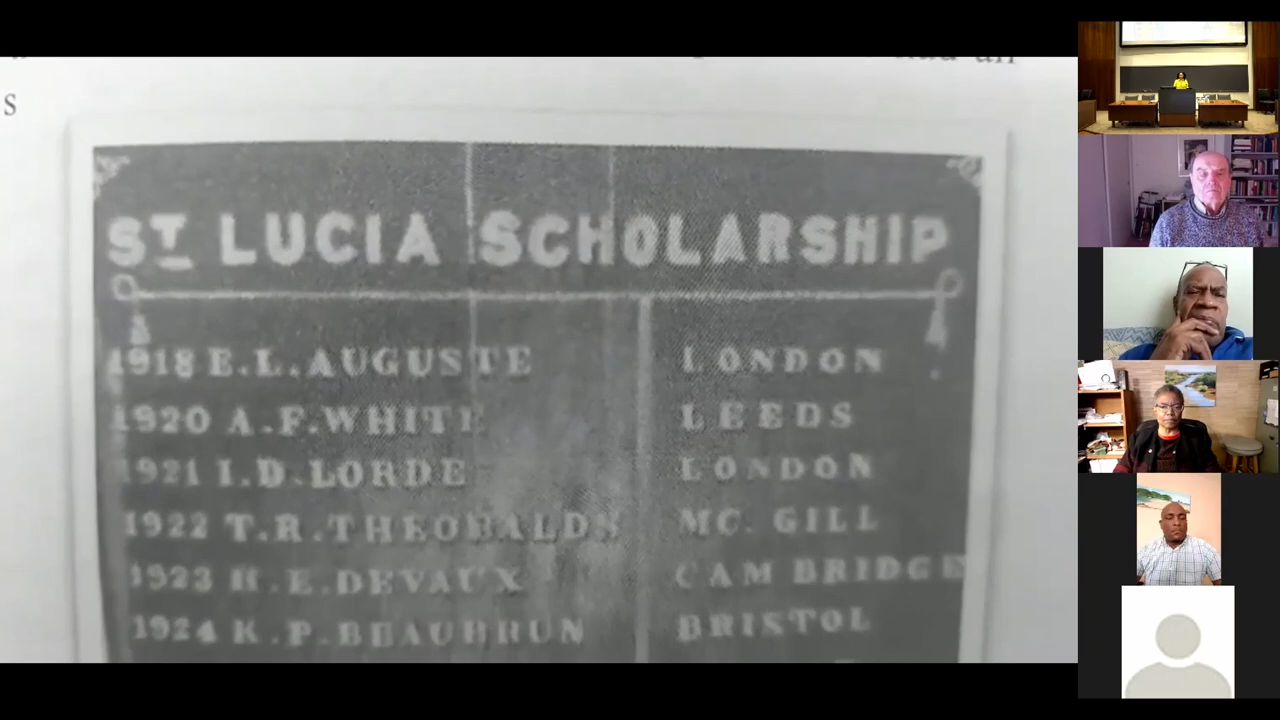 s
ST LUCIA SCHOLARSHIP
1918 E.L.AUGUSTE LONDON
1920 A.F.WHITE LEEDS
1921 I.D.LORDE LONDON
1922 T.R.THEOBALDS MC. GILL
1923 H.E.DEVAUX CAMBRIDGE
1924 K.P.BEAUBRUN BRISTOL